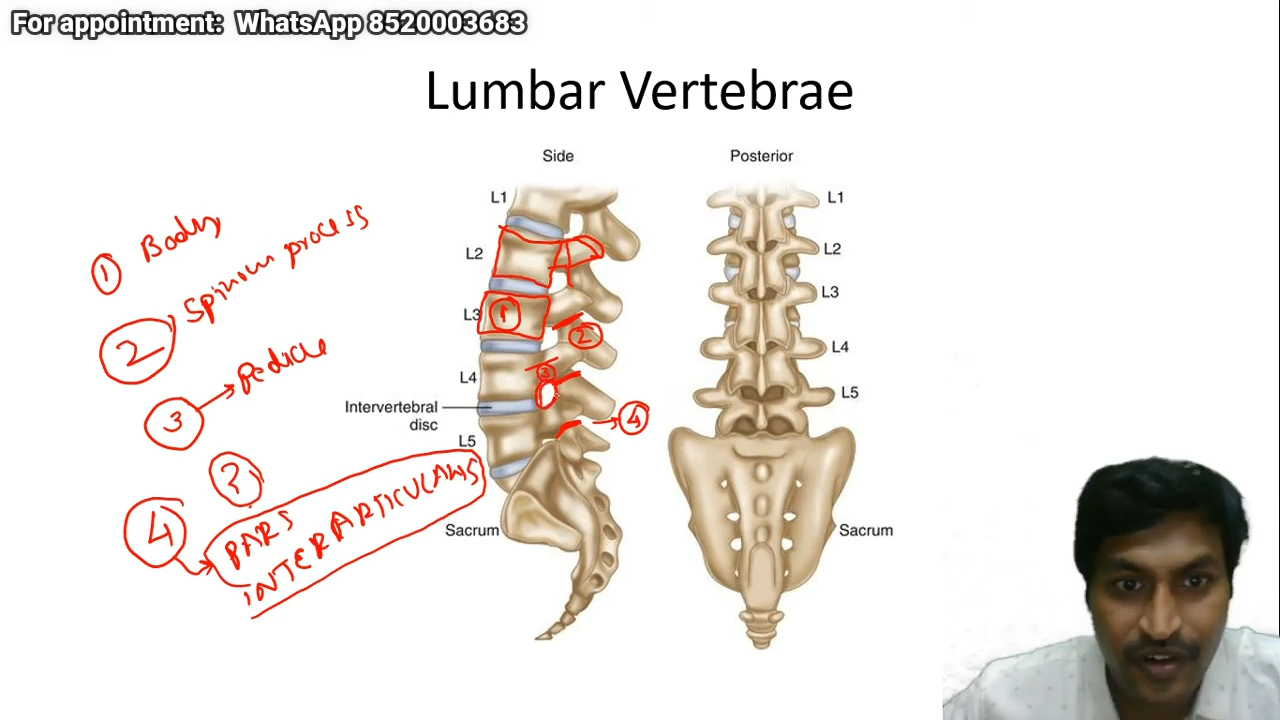 For appointment: WhatsApp 8520003683
Lumbar Vertebrae
Side
Posterior
L1
L2
L3
L4
Intervertebral
disc
L5
Sacrum
L1
L2
L3
L4
L5
Sacrum
1 Body
2 Spinous process
3 → Pedicle
?
4 PARS
INTERARTICULARIS
1
2
3
4